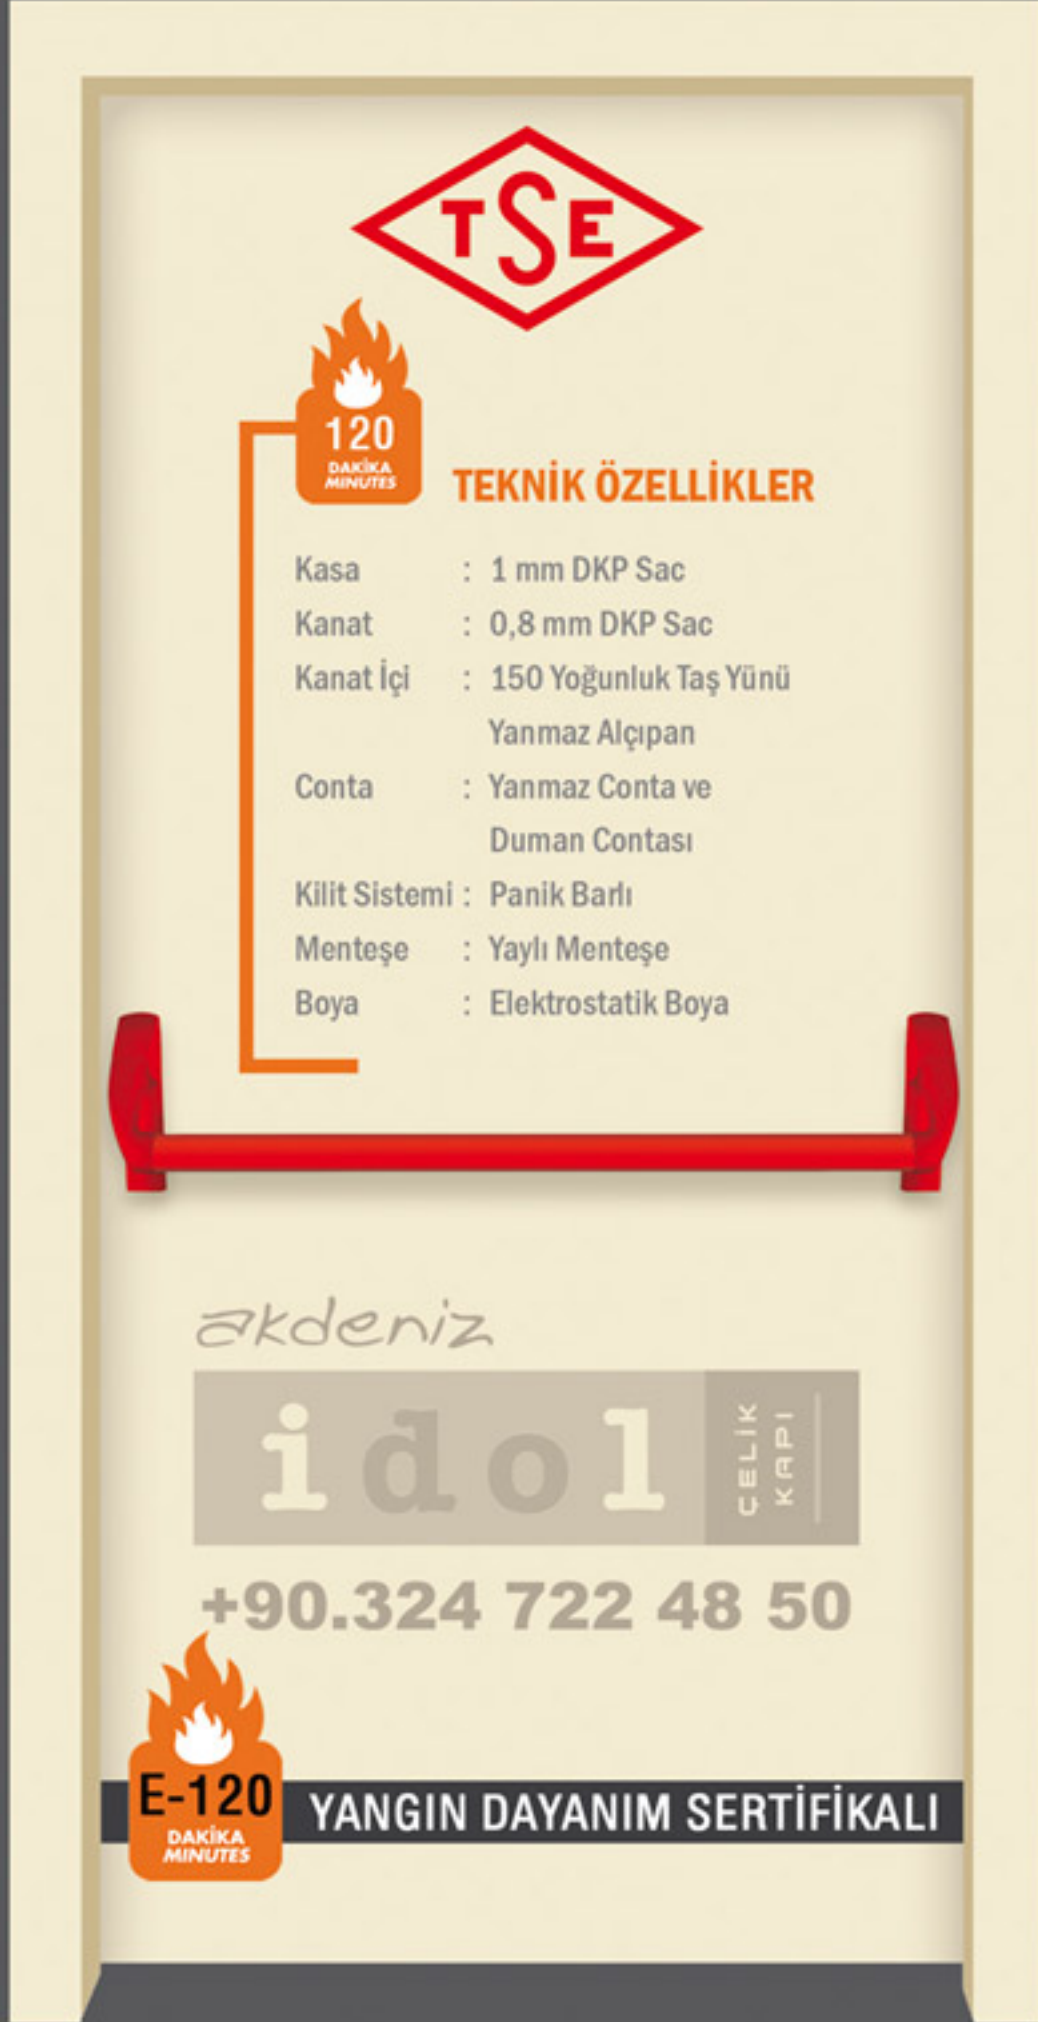 TSE
120
DAKİKA
MINUTES
TEKNİK ÖZELLİKLER
Kasa : 1 mm DKP Sac
Kanat : 0,8 mm DKP Sac
Kanat İçi : 150 Yoğunluk Taş Yünü
Yanmaz Alçıpan
Conta : Yanmaz Conta ve
Duman Contası
Kilit Sistemi : Panik Barlı
Menteşe : Yaylı Menteşe
Boya : Elektrostatik Boya
akdeniz
idol
ÇELİK
KAPI
+90.324 722 48 50
E-120
DAKİKA
MINUTES
YANGIN DAYANIM SERTİFİKALI